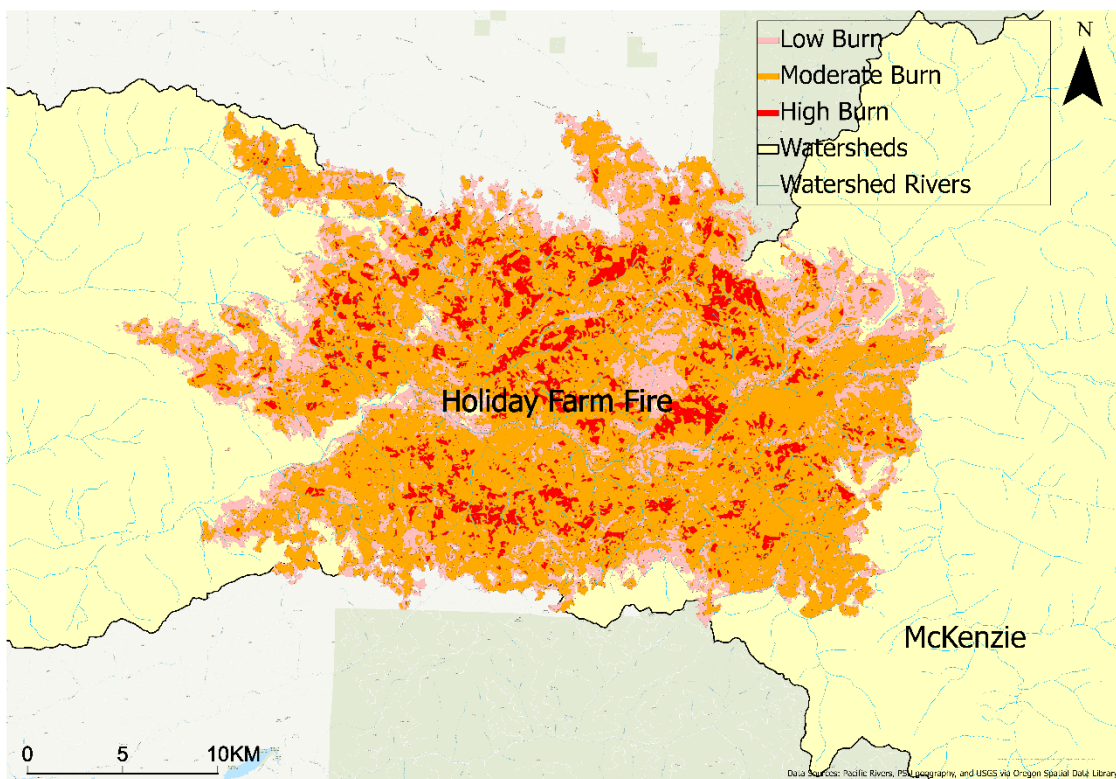 Low Burn
Moderate Burn
High Burn
Watersheds
Watershed Rivers
N
Holiday Farm Fire
McKenzie
0 5 10KM
Data Sources: Pacific Rivers, PSU geography, and USGS via Oregon Spatial Data